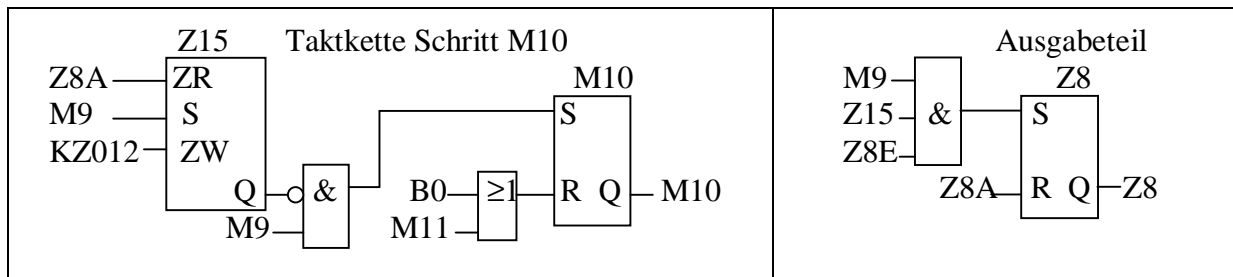 Z15 Taktkette Schritt M10
Z8A ZR
M9 S
KZ012 ZW
Q & M9
M10
S
B0 ≥1 R Q M10
M11
Ausgabeteil
M9 Z8
Z15 & S
Z8E
Z8A R Q Z8